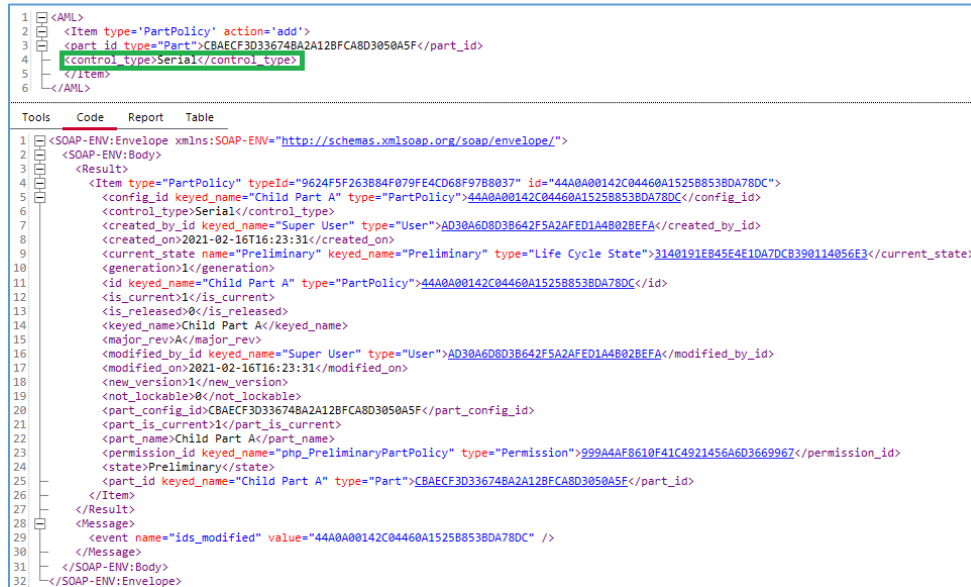 1 <AML>
2 <Item type='PartPolicy' action='add'>
3 <part_id type="Part">CBAECF3D33674BA2A12BFCA8D3050A5F</part_id>
4 <control_type>Serial</control_type>
5 </Item>
6 </AML>
Tools Code Report Table
1 <SOAP-ENV:Envelope xmlns:SOAP-ENV="http://schemas.xmlsoap.org/soap/envelope/">
2 <SOAP-ENV:Body>
3 <Result>
4 <Item type="PartPolicy" typeId="9624F5F263B84F079FE4CD68F97B8037" id="44A0A00142C04460A1525B853BDA78DC">
5 <config_id keyed_name="Child Part A" type="PartPolicy">44A0A00142C04460A1525B853BDA78DC</config_id>
6 <control_type>Serial</control_type>
7 <created_by_id keyed_name="Super User" type="User">AD30A6D8D3B642F5A2AFED1A4B02BEFA</created_by_id>
8 <created_on>2021-02-16T16:23:31</created_on>
9 <current_state name="Preliminary" keyed_name="Preliminary" type="Life Cycle State">3140191EB45E4E1DA7DCB390114056E3</current_state>
10 <generation>1</generation>
11 <id keyed_name="Child Part A" type="PartPolicy">44A0A00142C04460A1525B853BDA78DC</id>
12 <is_current>1</is_current>
13 <is_released>0</is_released>
14 <keyed_name>Child Part A</keyed_name>
15 <major_rev>A</major_rev>
16 <modified_by_id keyed_name="Super User" type="User">AD30A6D8D3B642F5A2AFED1A4B02BEFA</modified_by_id>
17 <modified_on>2021-02-16T16:23:31</modified_on>
18 <new_version>1</new_version>
19 <not_lockable>0</not_lockable>
20 <part_config_id>CBAECF3D33674BA2A12BFCA8D3050A5F</part_config_id>
21 <part_is_current>1</part_is_current>
22 <part_name>Child Part A</part_name>
23 <permission_id keyed_name="php_PreliminaryPartPolicy" type="Permission">999A4AF8610F41C4921456A6D3669967</permission_id>
24 <state>Preliminary</state>
25 <part_id keyed_name="Child Part A" type="Part">CBAECF3D33674BA2A12BFCA8D3050A5F</part_id>
26 </Item>
27 </Result>
28 <Message>
29 <event name="ids_modified" value="44A0A00142C04460A1525B853BDA78DC" />
30 </Message>
31 </SOAP-ENV:Body>
32 </SOAP-ENV:Envelope>